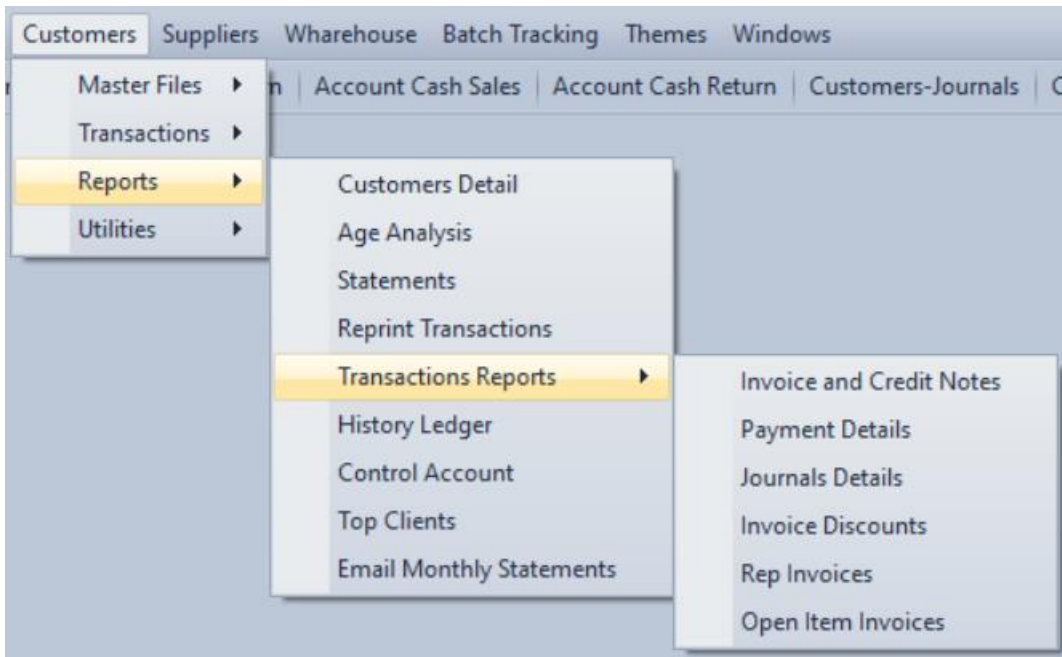 Customers Suppliers Wharehouse Batch Tracking Themes Windows
Master Files n Account Cash Sales Account Cash Return Customers-Journals
Transactions
Reports
Utilities
Customers Detail
Age Analysis
Statements
Reprint Transactions
Transactions Reports
History Ledger
Control Account
Top Clients
Email Monthly Statements
Invoice and Credit Notes
Payment Details
Journals Details
Invoice Discounts
Rep Invoices
Open Item Invoices